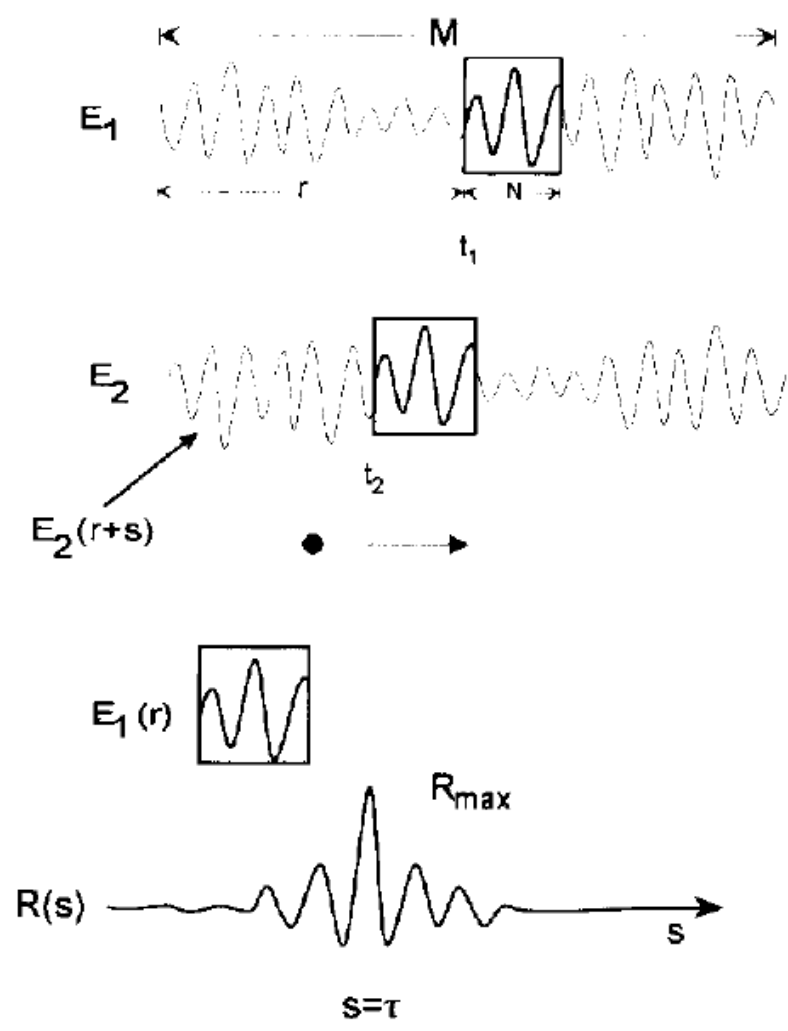 M
E₁
r
N
t₁
E₂
t₂
E₂(r+s)
E₁(r)
Rmax
R(s)
s
s=τ